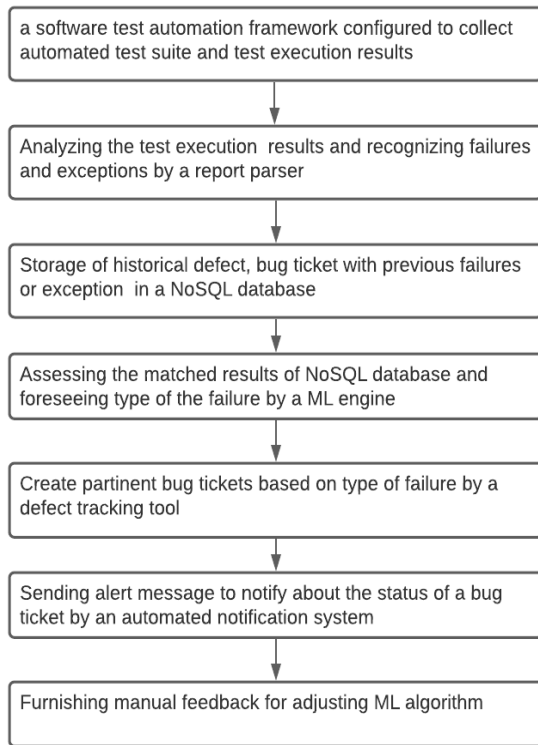 a software test automation framework configured to collect
automated test suite and test execution results
Analyzing the test execution results and recognizing failures
and exceptions by a report parser
Storage of historical defect, bug ticket with previous failures
or exception in a NoSQL database
Assessing the matched results of NoSQL database and
foreseeing type of the failure by a ML engine
Create partinent bug tickets based on type of failure by a
defect tracking tool
Sending alert message to notify about the status of a bug
ticket by an automated notification system
Furnishing manual feedback for adjusting ML algorithm